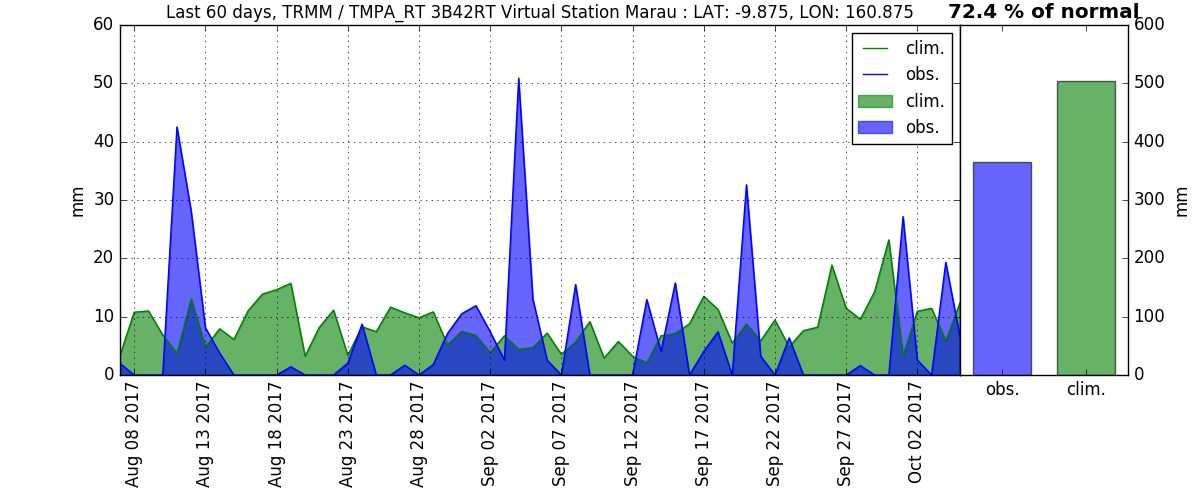 Last 60 days, TRMM / TMPA_RT 3B42RT Virtual Station Marau : LAT: -9.875, LON: 160.875
72.4 % of normal
60
50
40
30
20
10
0
mm
clim.
obs.
clim.
obs.
600
500
400
300
200
100
0
mm
obs.
clim.
Aug 08 2017
Aug 13 2017
Aug 18 2017
Aug 23 2017
Aug 28 2017
Sep 02 2017
Sep 07 2017
Sep 12 2017
Sep 17 2017
Sep 22 2017
Sep 27 2017
Oct 02 2017